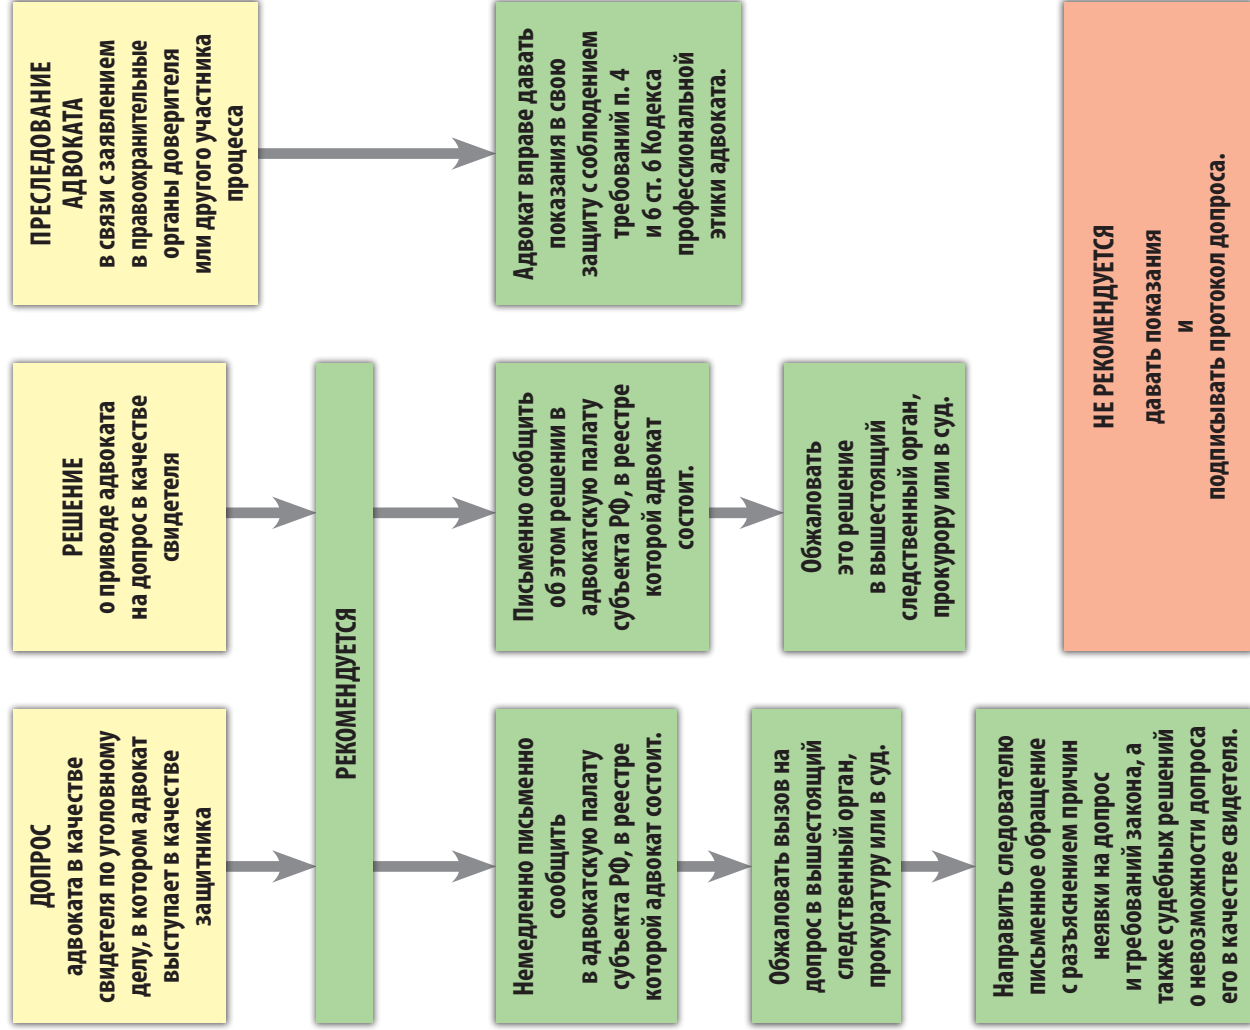 ДОПРОС
адвоката в качестве
свидетеля по уголовному
делу, в котором адвокат
выступает в качестве
защитника
РЕШЕНИЕ
о приводе адвоката
на допрос в качестве
свидетеля
ПРЕСЛЕДОВАНИЕ
АДВОКАТА
в связи с заявлением
в правоохранительные
органы доверителя
или другого участника
процесса
РЕКОМЕНДУЕТСЯ
Немедленно письменно
сообщить
в адвокатскую палату
субъекта РФ, в реестре
которой адвокат состоит.
Письменно сообщить
об этом решении в
адвокатскую палату
субъекта РФ, в реестре
которой адвокат
состоит.
Адвокат вправе давать
показания в свою
защиту с соблюдением
требований п. 4
и 6 ст. 6 Кодекса
профессиональной
этики адвоката.
Обжаловать вызов на
допрос в вышестоящий
следственный орган,
прокуратуру или в суд.
Обжаловать
это решение
в вышестоящий
следственный орган,
прокурору или в суд.
Направить следователю
письменное обращение
с разъяснением причин
неявки на допрос
и требований закона, а
также судебных решений
о невозможности допроса
его в качестве свидетеля.
НЕ РЕКОМЕНДУЕТСЯ
давать показания
и
подписывать протокол допроса.